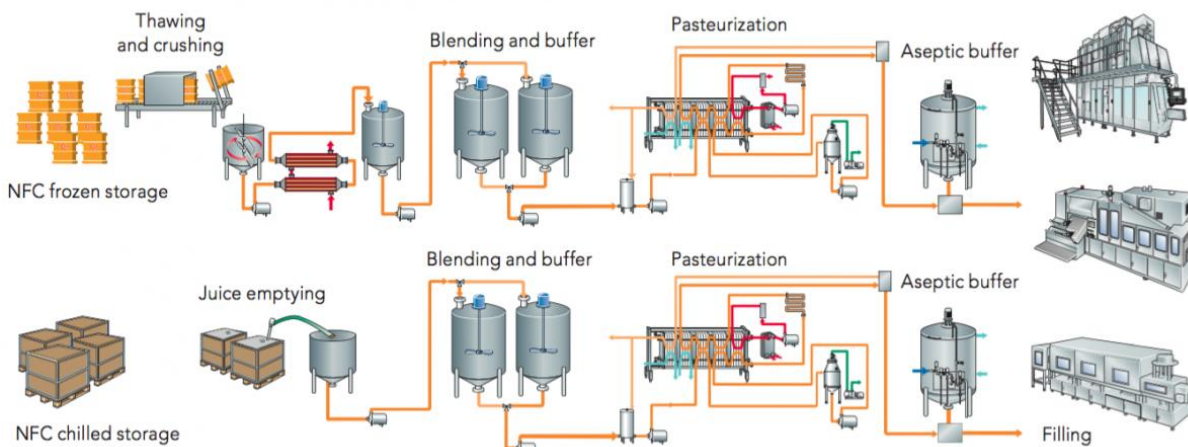 Thawing
and crushing
Blending and buffer
Pasteurization
Aseptic buffer
NFC frozen storage
Blending and buffer
Pasteurization
Aseptic buffer
Juice emptying
NFC chilled storage
Filling